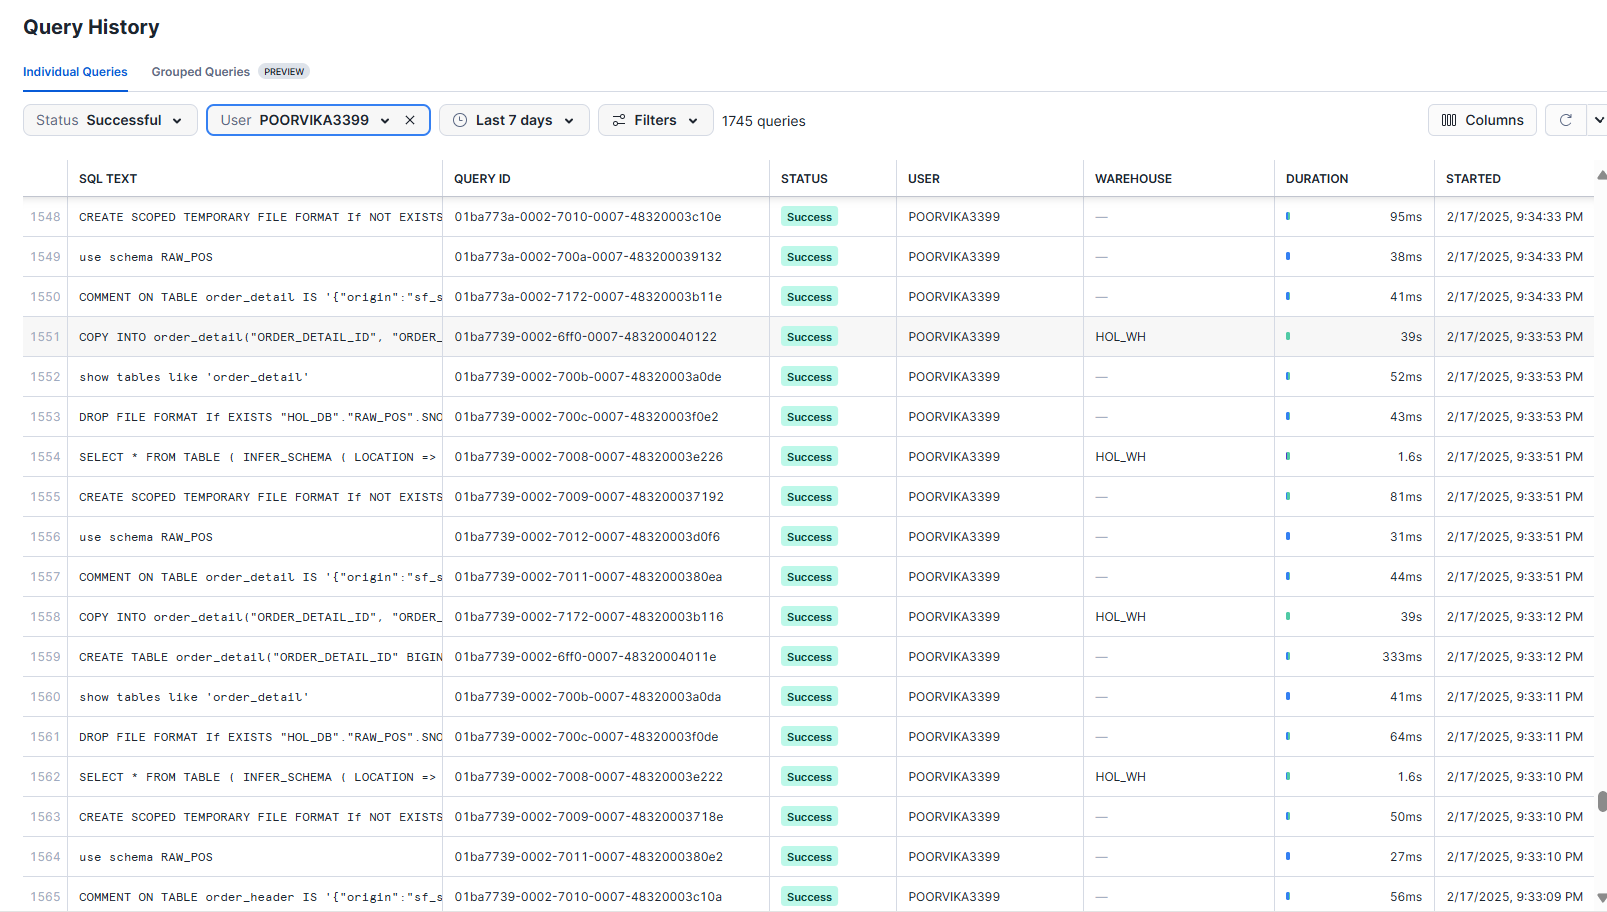 Query History
Individual Queries Grouped Queries PREVIEW
Status Successful User POORVIKA3399 Last 7 days Filters 1745 queries Columns
SQL TEXT QUERY ID STATUS USER WAREHOUSE DURATION STARTED
1548 CREATE SCOPED TEMPORARY FILE FORMAT If NOT EXISTS 01ba773a-0002-7010-0007-48320003c10e Success POORVIKA3399 — 95ms 2/17/2025, 9:34:33 PM
1549 use schema RAW_POS 01ba773a-0002-700a-0007-483200039132 Success POORVIKA3399 — 38ms 2/17/2025, 9:34:33 PM
1550 COMMENT ON TABLE order_detail IS '{"origin":"sf_s 01ba773a-0002-7172-0007-48320003b11e Success POORVIKA3399 — 41ms 2/17/2025, 9:34:33 PM
1551 COPY INTO order_detail("ORDER_DETAIL_ID", "ORDER_ 01ba7739-0002-6ff0-0007-483200040122 Success POORVIKA3399 HOL_WH 39s 2/17/2025, 9:33:53 PM
1552 show tables like 'order_detail' 01ba7739-0002-700b-0007-48320003a0de Success POORVIKA3399 — 52ms 2/17/2025, 9:33:53 PM
1553 DROP FILE FORMAT If EXISTS "HOL_DB"."RAW_POS".SNO 01ba7739-0002-700c-0007-48320003f0e2 Success POORVIKA3399 — 43ms 2/17/2025, 9:33:53 PM
1554 SELECT * FROM TABLE ( INFER_SCHEMA ( LOCATION => 01ba7739-0002-7008-0007-48320003e226 Success POORVIKA3399 HOL_WH 1.6s 2/17/2025, 9:33:51 PM
1555 CREATE SCOPED TEMPORARY FILE FORMAT If NOT EXISTS 01ba7739-0002-7009-0007-483200037192 Success POORVIKA3399 — 81ms 2/17/2025, 9:33:51 PM
1556 use schema RAW_POS 01ba7739-0002-7012-0007-48320003d0f6 Success POORVIKA3399 — 31ms 2/17/2025, 9:33:51 PM
1557 COMMENT ON TABLE order_detail IS '{"origin":"sf_s 01ba7739-0002-7011-0007-4832000380ea Success POORVIKA3399 — 44ms 2/17/2025, 9:33:51 PM
1558 COPY INTO order_detail("ORDER_DETAIL_ID", "ORDER_ 01ba7739-0002-7172-0007-48320003b116 Success POORVIKA3399 HOL_WH 39s 2/17/2025, 9:33:12 PM
1559 CREATE TABLE order_detail("ORDER_DETAIL_ID" BIGIN 01ba7739-0002-6ff0-0007-48320004011e Success POORVIKA3399 — 333ms 2/17/2025, 9:33:12 PM
1560 show tables like 'order_detail' 01ba7739-0002-700b-0007-48320003a0da Success POORVIKA3399 — 41ms 2/17/2025, 9:33:11 PM
1561 DROP FILE FORMAT If EXISTS "HOL_DB"."RAW_POS".SNO 01ba7739-0002-700c-0007-48320003f0de Success POORVIKA3399 — 64ms 2/17/2025, 9:33:11 PM
1562 SELECT * FROM TABLE ( INFER_SCHEMA ( LOCATION => 01ba7739-0002-7008-0007-48320003e222 Success POORVIKA3399 HOL_WH 1.6s 2/17/2025, 9:33:10 PM
1563 CREATE SCOPED TEMPORARY FILE FORMAT If NOT EXISTS 01ba7739-0002-7009-0007-48320003718e Success POORVIKA3399 — 50ms 2/17/2025, 9:33:10 PM
1564 use schema RAW_POS 01ba7739-0002-7011-0007-4832000380e2 Success POORVIKA3399 — 27ms 2/17/2025, 9:33:10 PM
1565 COMMENT ON TABLE order_header IS '{"origin":"sf_s 01ba7739-0002-7010-0007-48320003c10a Success POORVIKA3399 — 56ms 2/17/2025, 9:33:09 PM